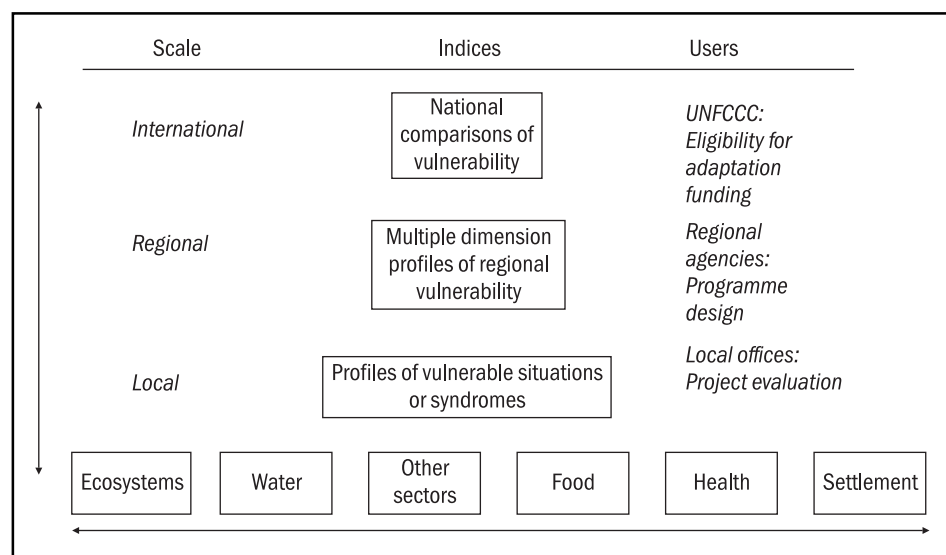 Scale Indices Users
International
National
comparisons of
vulnerability
UNFCCC:
Eligibility for
adaptation
funding
Regional
Multiple dimension
profiles of regional
vulnerability
Regional
agencies:
Programme
design
Local
Profiles of vulnerable situations
or syndromes
Local offices:
Project evaluation
Ecosystems
Water
Other
sectors
Food
Health
Settlement